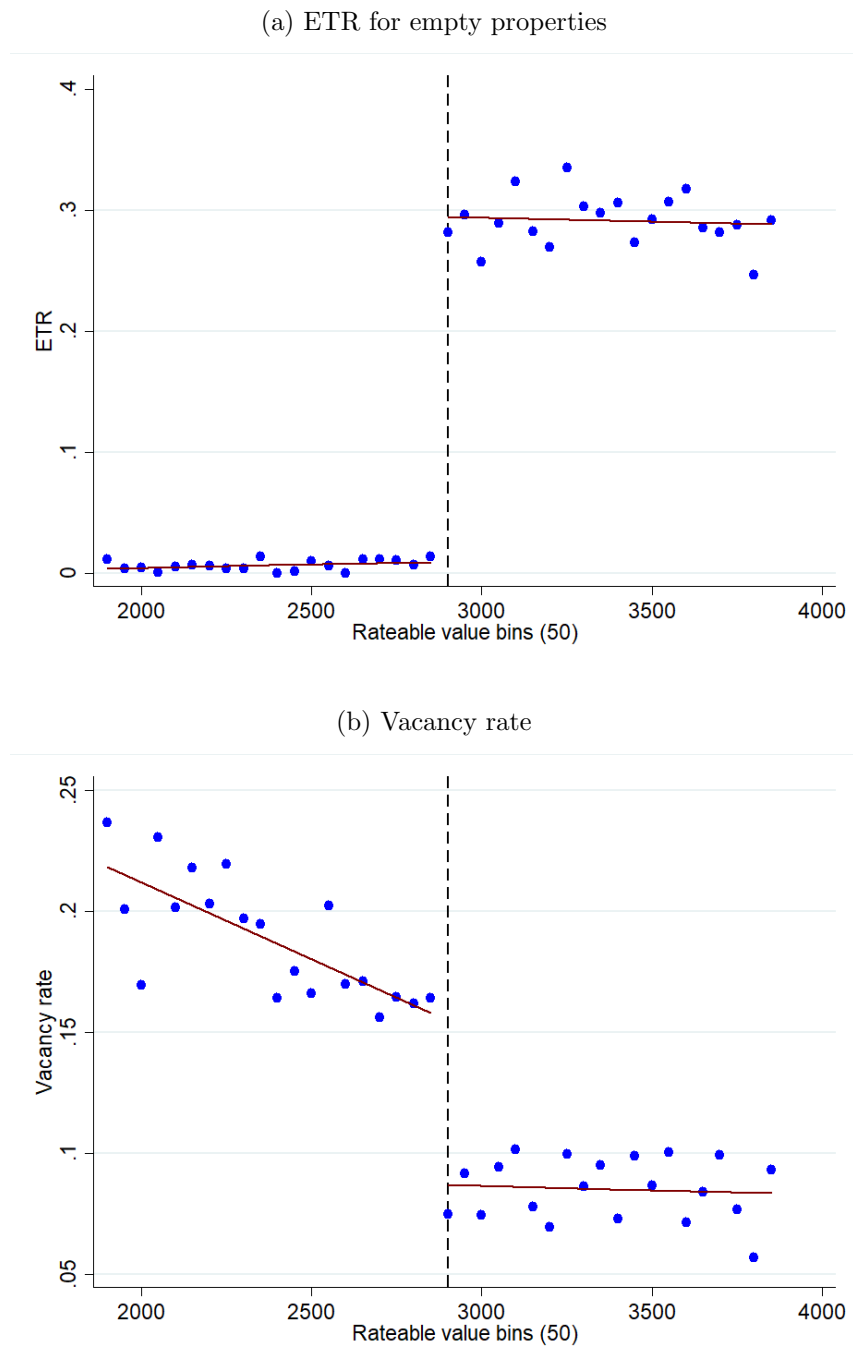 (a) ETR for empty properties
.4
.3
.2
.1
0
ETR
2000 2500 3000 3500 4000
Rateable value bins (50)
(b) Vacancy rate
.25
.2
.15
.1
.05
Vacancy rate
2000 2500 3000 3500 4000
Rateable value bins (50)